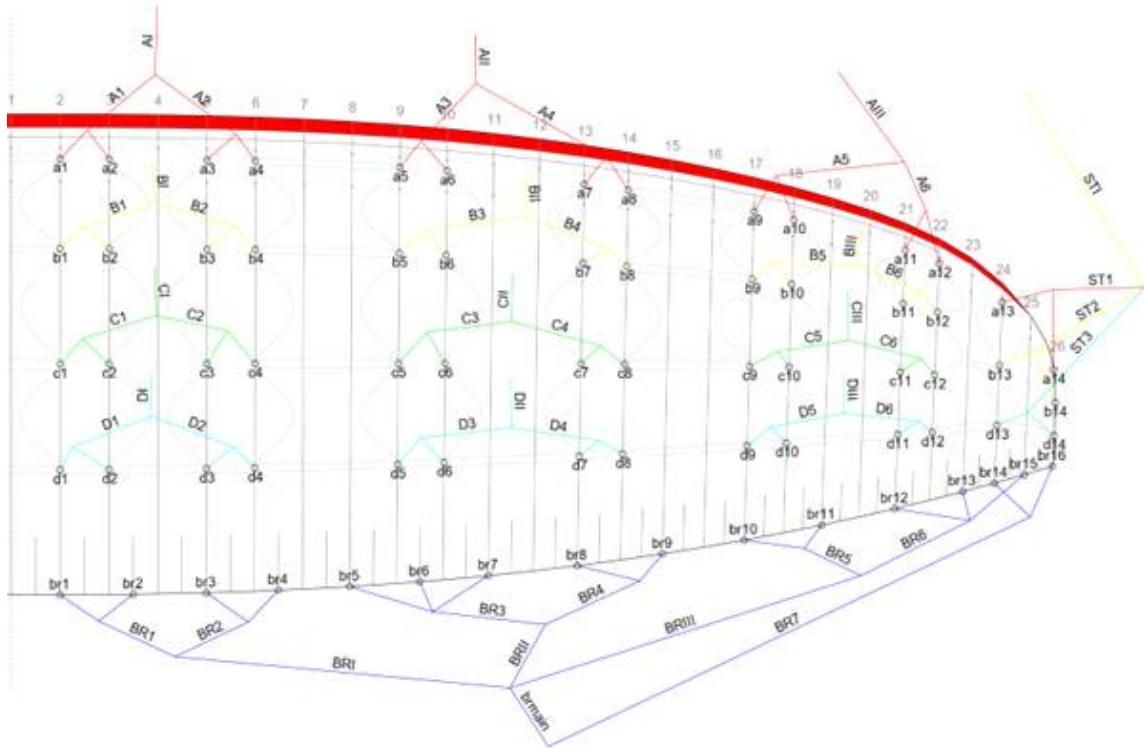 AI
AII
A1 A2
A3 A4
AIII
A5
A6
STI
1 2 3 4 5 6 7 8 9 10 11 12 13 14 15 16 17 18 19 20 21 22 23 24 25 26
a1 a2 a3 a4 a5 a6 a7 a8 a9 a10 a11 a12 a13 a14
BI BII BIII
B1 B2 B3 B4 B5 B6
b1 b2 b3 b4 b5 b6 b7 b8 b9 b10 b11 b12 b13 b14
ST1
ST2
ST3
CI CII CIII
C1 C2 C3 C4 C5 C6
c1 c2 c3 c4 c5 c6 c7 c8 c9 c10 c11 c12
DI DII DIII
D1 D2 D3 D4 D5 D6
d1 d2 d3 d4 d5 d6 d7 d8 d9 d10 d11 d12 d13 d14
br1 br2 br3 br4 br5 br6 br7 br8 br9 br10 br11 br12 br13 br14 br15 br16
BR1 BR2 BR3 BR4 BR5 BR6
BRI BRII BRIII BR7
brmain